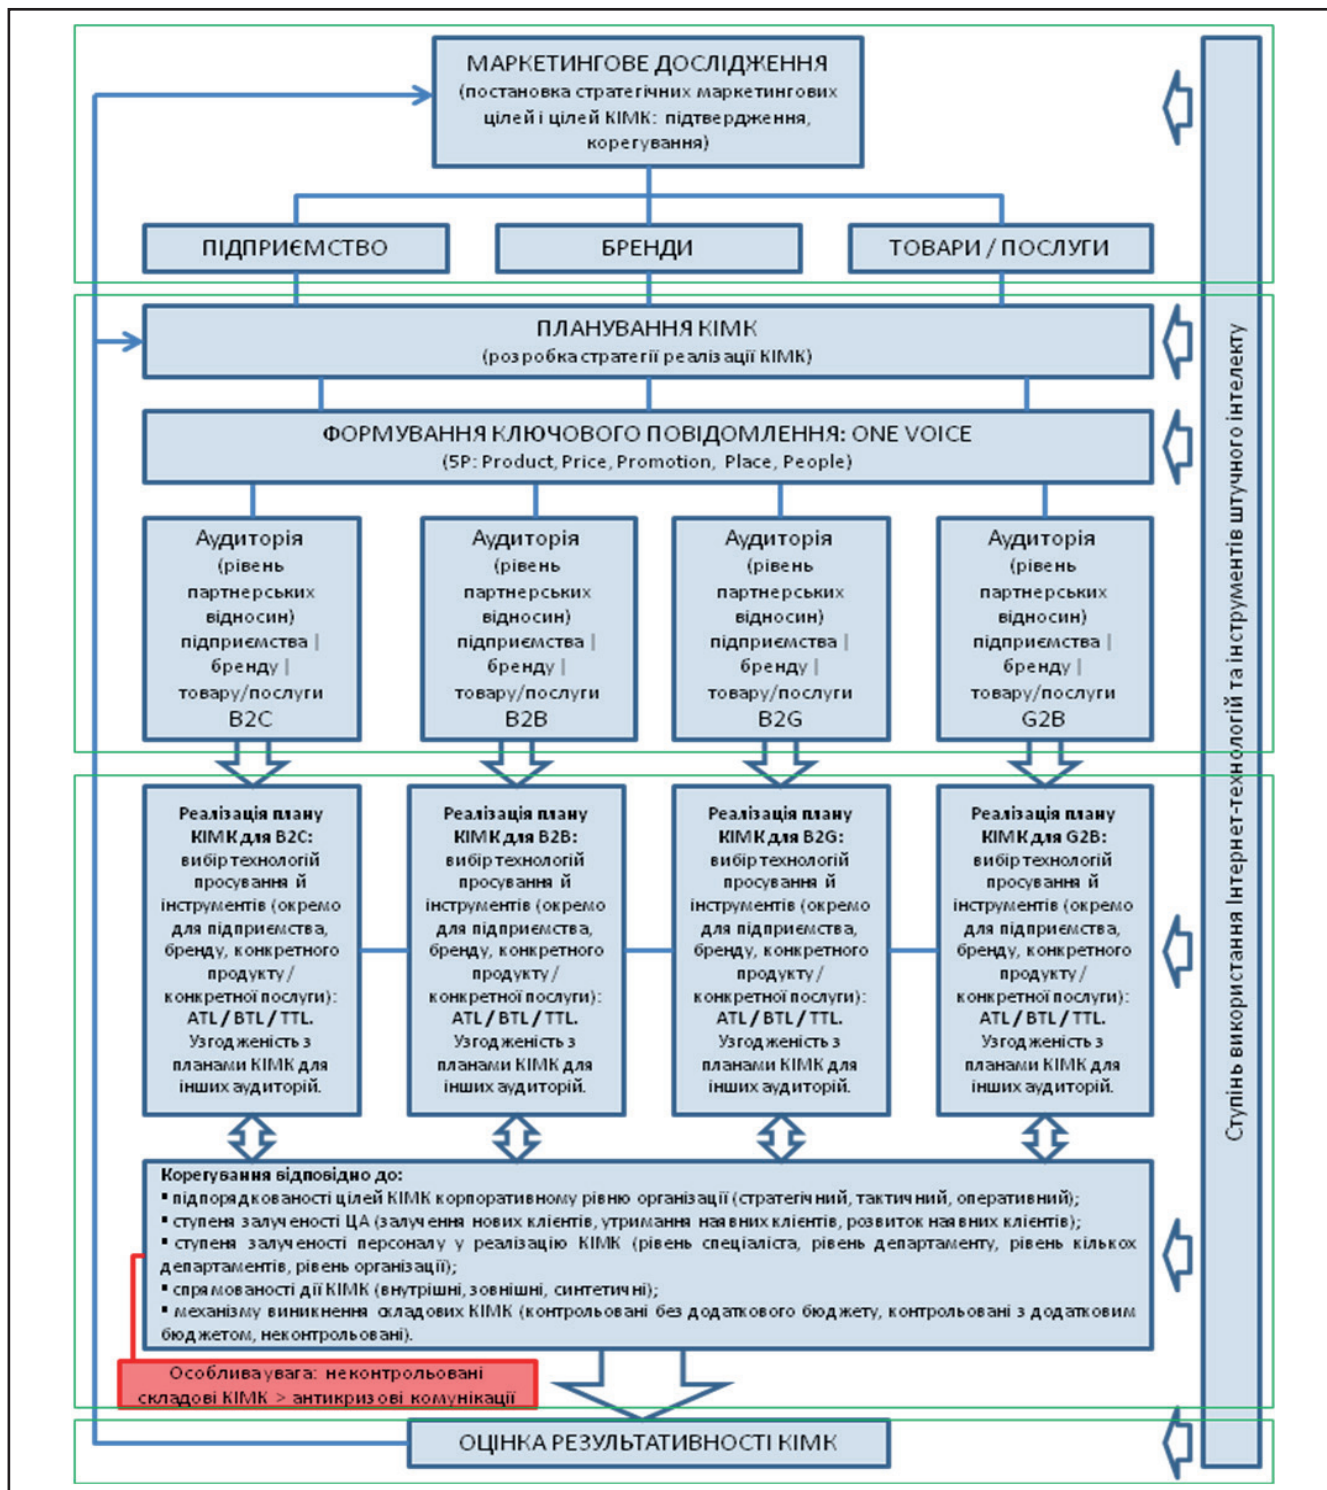 МАРКЕТИНГОВЕ ДОСЛІДЖЕННЯ
(постановка стратегічних маркетингових
цілей і цілей КІМК: підтвердження,
корегування)
ПІДПРИЄМСТВО
БРЕНДИ
ТОВАРИ / ПОСЛУГИ
ПЛАНУВАННЯ КІМК
(розробка стратегії реалізації КІМК)
ФОРМУВАННЯ КЛЮЧОВОГО ПОВІДОМЛЕННЯ: ONE VOICE
(5P: Product, Price, Promotion, Place, People)
Аудиторія
(рівень
партнерських
відносин)
підприємства |
бренду |
товару/послуги
B2C
Аудиторія
(рівень
партнерських
відносин)
підприємства |
бренду |
товару/послуги
B2B
Аудиторія
(рівень
партнерських
відносин)
підприємства |
бренду |
товару/послуги
B2G
Аудиторія
(рівень
партнерських
відносин)
підприємства |
бренду |
товару/послуги
G2B
Реалізація плану
КІМК для B2C:
вибір технологій
просування й
інструментів (окремо
для підприємства,
бренду, конкретного
продукту /
конкретної послуги):
ATL / BTL / TTL.
Узгодженість з
планами КІМК для
інших аудиторій.
Реалізація плану
КІМК для B2B:
вибір технологій
просування й
інструментів (окремо
для підприємства,
бренду, конкретного
продукту /
конкретної послуги):
ATL / BTL / TTL.
Узгодженість з
планами КІМК для
інших аудиторій.
Реалізація плану
КІМК для B2G:
вибір технологій
просування й
інструментів (окремо
для підприємства,
бренду, конкретного
продукту /
конкретної послуги):
ATL / BTL / TTL.
Узгодженість з
планами КІМК для
інших аудиторій.
Реалізація плану
КІМК для G2B:
вибір технологій
просування й
інструментів (окремо
для підприємства,
бренду, конкретного
продукту /
конкретної послуги):
ATL / BTL / TTL.
Узгодженість з
планами КІМК для
інших аудиторій.
Корегування відповідно до:
▪ підпорядкованості цілей КІМК корпоративному рівню організації (стратегічний, тактичний, оперативний);
▪ ступеня залученості ЦА (залучення нових клієнтів, утримання наявних клієнтів, розвиток наявних клієнтів);
▪ ступеня залученості персоналу у реалізацію КІМК (рівень спеціаліста, рівень департаменту, рівень кількох
департаментів, рівень організації);
▪ спрямованості дії КІМК (внутрішні, зовнішні, синтетичні);
▪ механізму виникнення складових КІМК (контрольовані без додаткового бюджету, контрольовані з додатковим
бюджетом, неконтрольовані).
Особлива увага: неконтрольовані
складові КІМК > антикризові комунікації
ОЦІНКА РЕЗУЛЬТАТИВНОСТІ КІМК
Ступінь використання Інтернет-технологій та інструментів штучного інтелекту